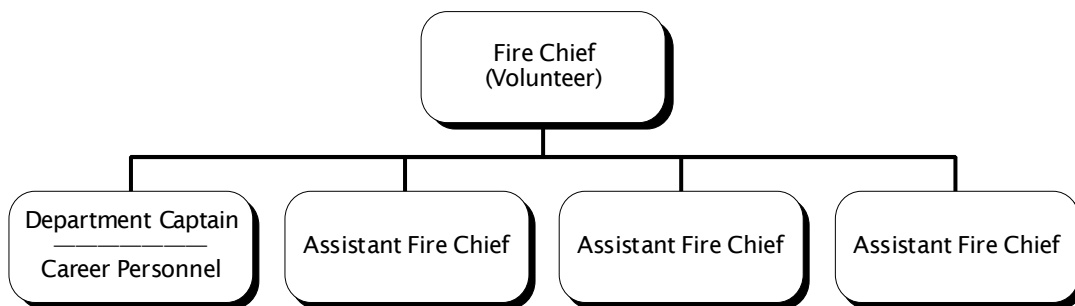 Fire Chief
(Volunteer)
Department Captain
Career Personnel
Assistant Fire Chief
Assistant Fire Chief
Assistant Fire Chief